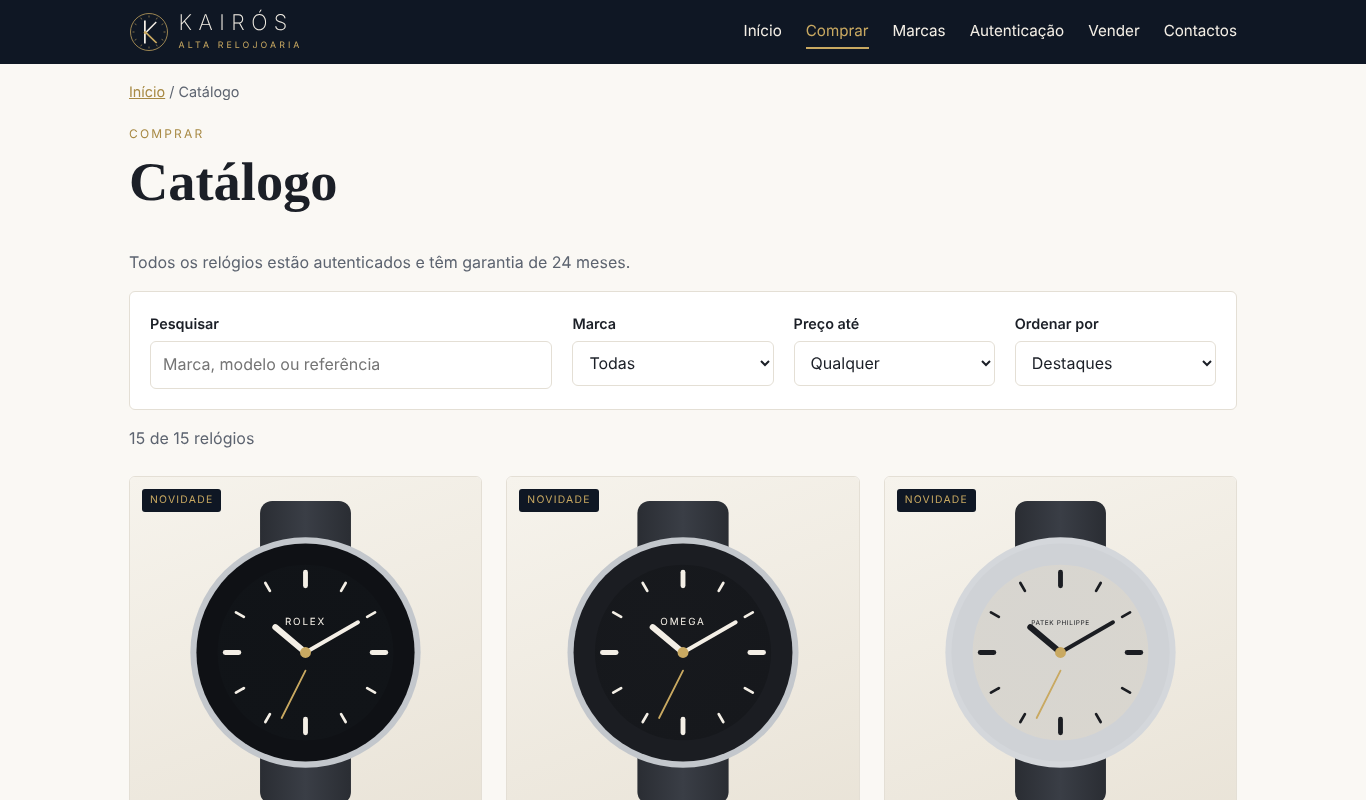 K
KAIRÓS
ALTA RELOJOARIA
Início
Comprar
Marcas
Autenticação
Vender
Contactos
Início / Catálogo
COMPRAR
Catálogo
Todos os relógios estão autenticados e têm garantia de 24 meses.
Pesquisar
Marca, modelo ou referência
Marca
Todas
Preço até
Qualquer
Ordenar por
Destaques
15 de 15 relógios
NOVIDADE
ROLEX
NOVIDADE
OMEGA
NOVIDADE
PATEK PHILIPPE